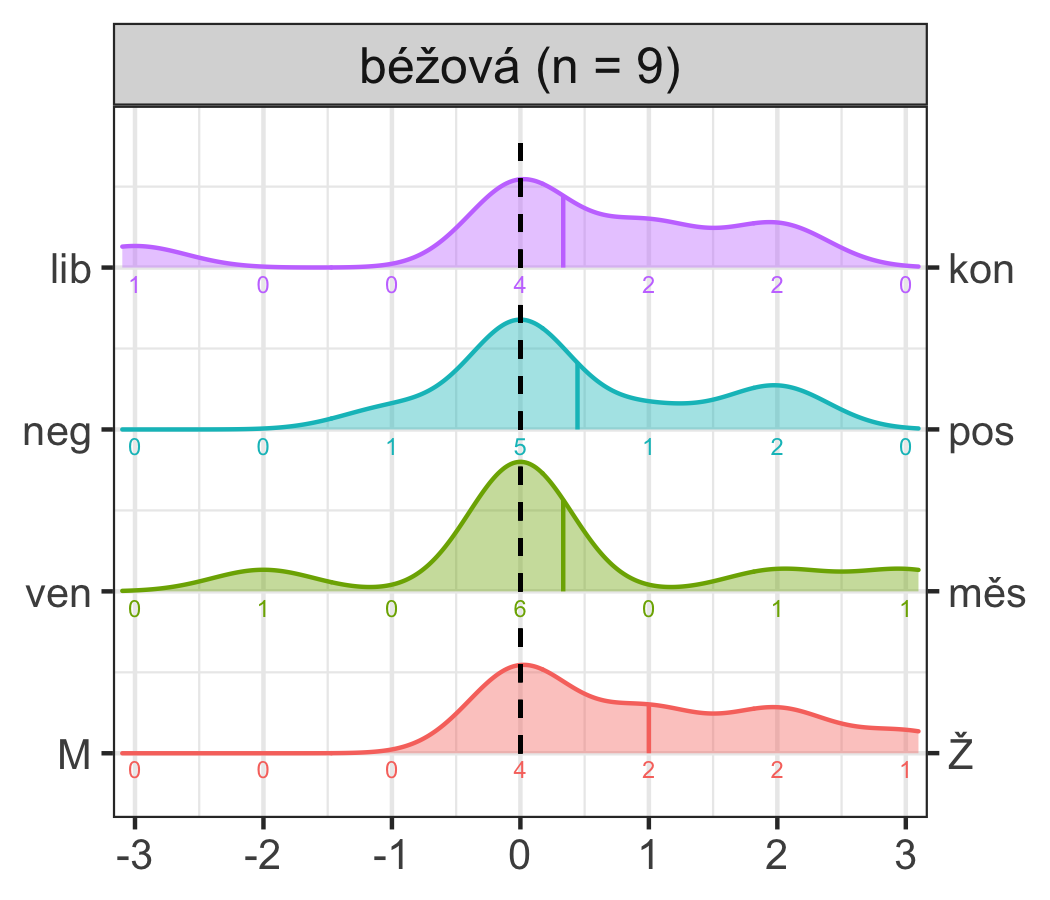 béžová (n = 9)
lib kon
1 0 0 4 2 2 0
neg pos
0 0 1 5 1 2 0
ven měs
0 1 0 6 0 1 1
M Ž
0 0 0 4 2 2 1
-3 -2 -1 0 1 2 3